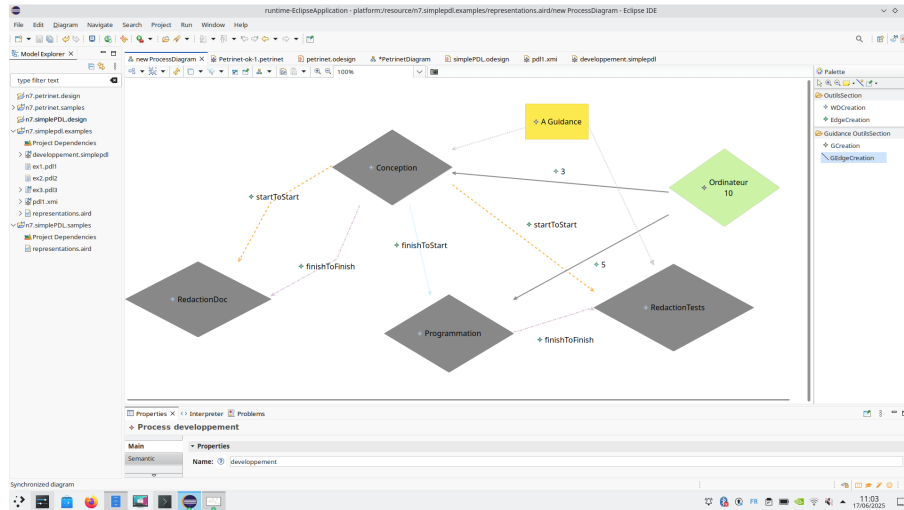 runtime-EclipseApplication - platform:/resource/n7.simplepdl.examples/representations.aird/new ProcessDiagram - Eclipse IDE
File Edit Diagram Navigate Search Project Run Window Help
Model Explorer
type filter text
n7.petrinet.design
n7.petrinet.samples
n7.simplePDL.design
n7.simplepdl.examples
Project Dependencies
developpement.simplepdl
ex1.pdl1
ex2.pdl2
ex3.pdl3
pdl1.xmi
representations.aird
n7.simplePDL.samples
Project Dependencies
representations.aird
new ProcessDiagram
Petrinet-ok-1.petrinet
petrinet.odesign
*PetrinetDiagram
simplePDL.odesign
pdl1.xmi
developpement.simplepdl
100%
A Guidance
Conception
3
Ordinateur
10
startToStart
startToStart
finishToStart
finishToFinish
5
RedactionDoc
RedactionTests
Programmation
finishToFinish
Palette
OutilsSection
WDCreation
EdgeCreation
Guidance OutilsSection
GCreation
GEdgeCreation
Properties
Interpreter
Problems
Process developpement
Main
Semantic
Properties
Name:
developpement
Synchronized diagram
FR
11:03
17/06/2025